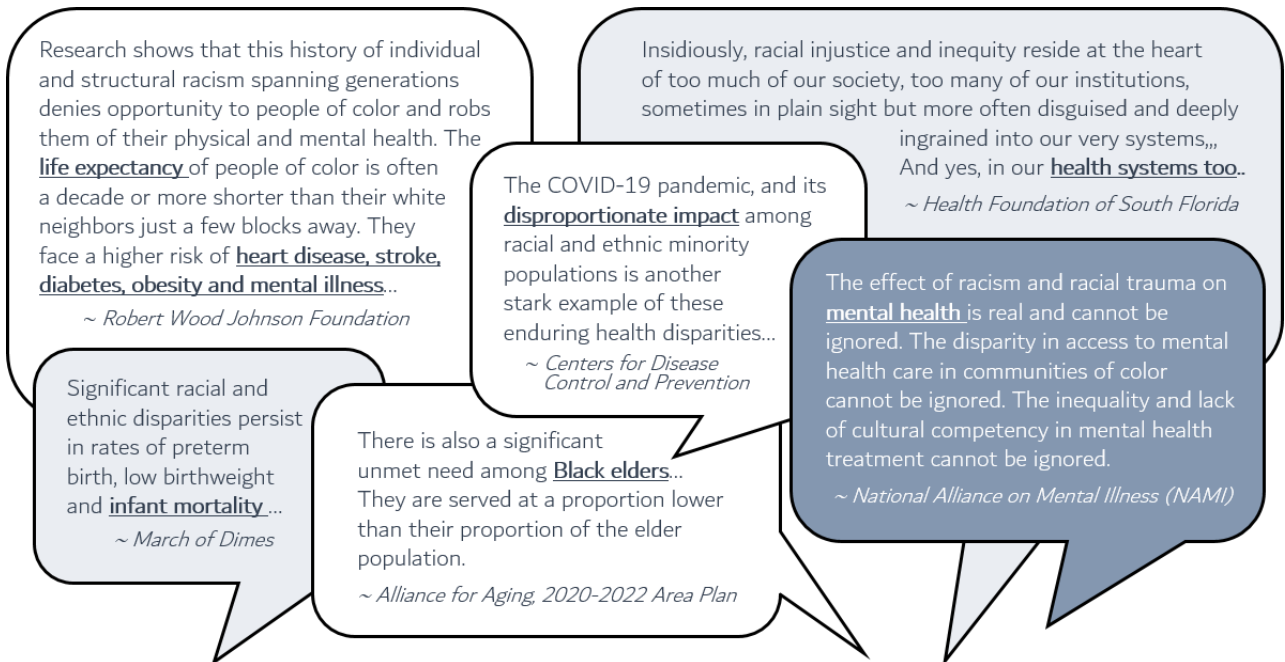 Research shows that this history of individual
and structural racism spanning generations
denies opportunity to people of color and robs
them of their physical and mental health. The
life expectancy of people of color is often
a decade or more shorter than their white
neighbors just a few blocks away. They
face a higher risk of heart disease, stroke,
diabetes, obesity and mental illness...
~ Robert Wood Johnson Foundation
Insidiously, racial injustice and inequity reside at the heart
of too much of our society, too many of our institutions,
sometimes in plain sight but more often disguised and deeply
ingrained into our very systems,,,
And yes, in our health systems too..
~ Health Foundation of South Florida
The COVID-19 pandemic, and its
disproportionate impact among
racial and ethnic minority
populations is another
stark example of these
enduring health disparities...
~ Centers for Disease
Control and Prevention
The effect of racism and racial trauma on
mental health is real and cannot be
ignored. The disparity in access to mental
health care in communities of color
cannot be ignored. The inequality and lack
of cultural competency in mental health
treatment cannot be ignored.
~ National Alliance on Mental Illness (NAMI)
Significant racial and
ethnic disparities persist
in rates of preterm
birth, low birthweight
and infant mortality ...
~ March of Dimes
There is also a significant
unmet need among Black elders...
They are served at a proportion lower
than their proportion of the elder
population.
~ Alliance for Aging, 2020-2022 Area Plan